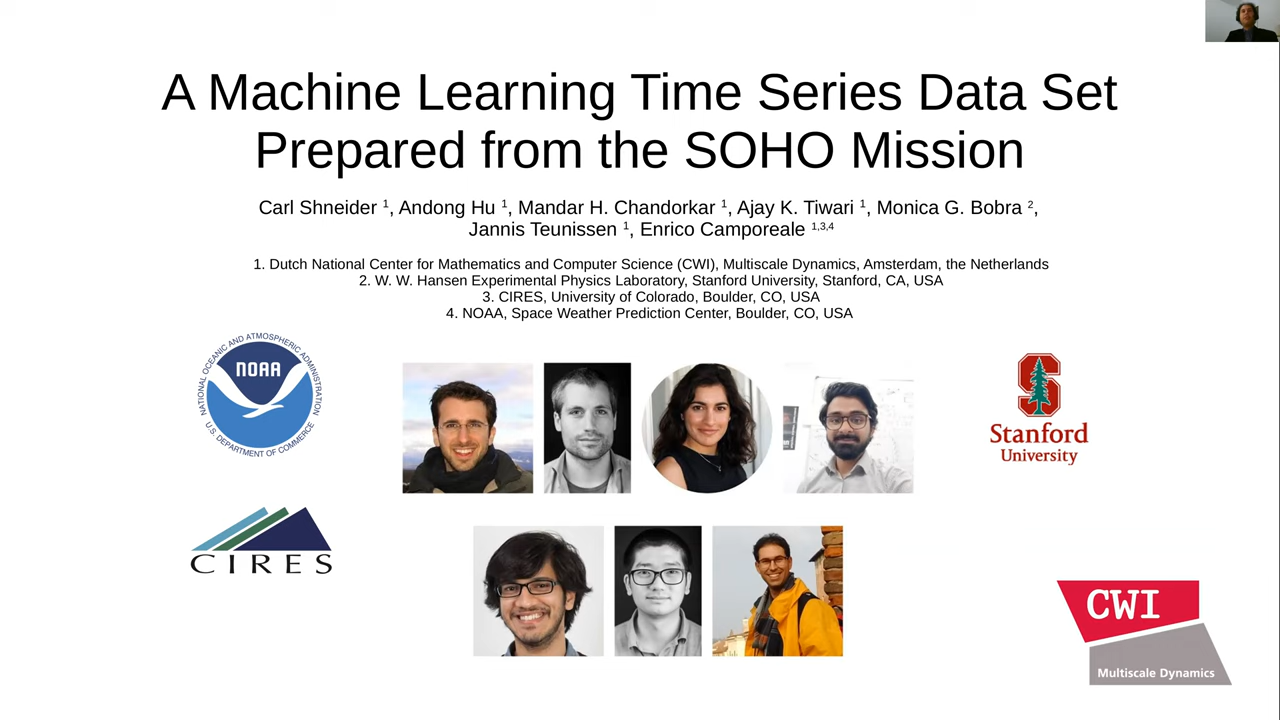 A Machine Learning Time Series Data Set
Prepared from the SOHO Mission
Carl Shneider 1, Andong Hu 1, Mandar H. Chandorkar 1, Ajay K. Tiwari 1, Monica G. Bobra 2,
Jannis Teunissen 1, Enrico Camporeale 1,3,4
1. Dutch National Center for Mathematics and Computer Science (CWI), Multiscale Dynamics, Amsterdam, the Netherlands
2. W. W. Hansen Experimental Physics Laboratory, Stanford University, Stanford, CA, USA
3. CIRES, University of Colorado, Boulder, CO, USA
4. NOAA, Space Weather Prediction Center, Boulder, CO, USA
NATIONAL OCEANIC AND ATMOSPHERIC ADMINISTRATION
NOAA
U.S. DEPARTMENT OF COMMERCE
Stanford
University
CIRES
CWI
Multiscale Dynamics